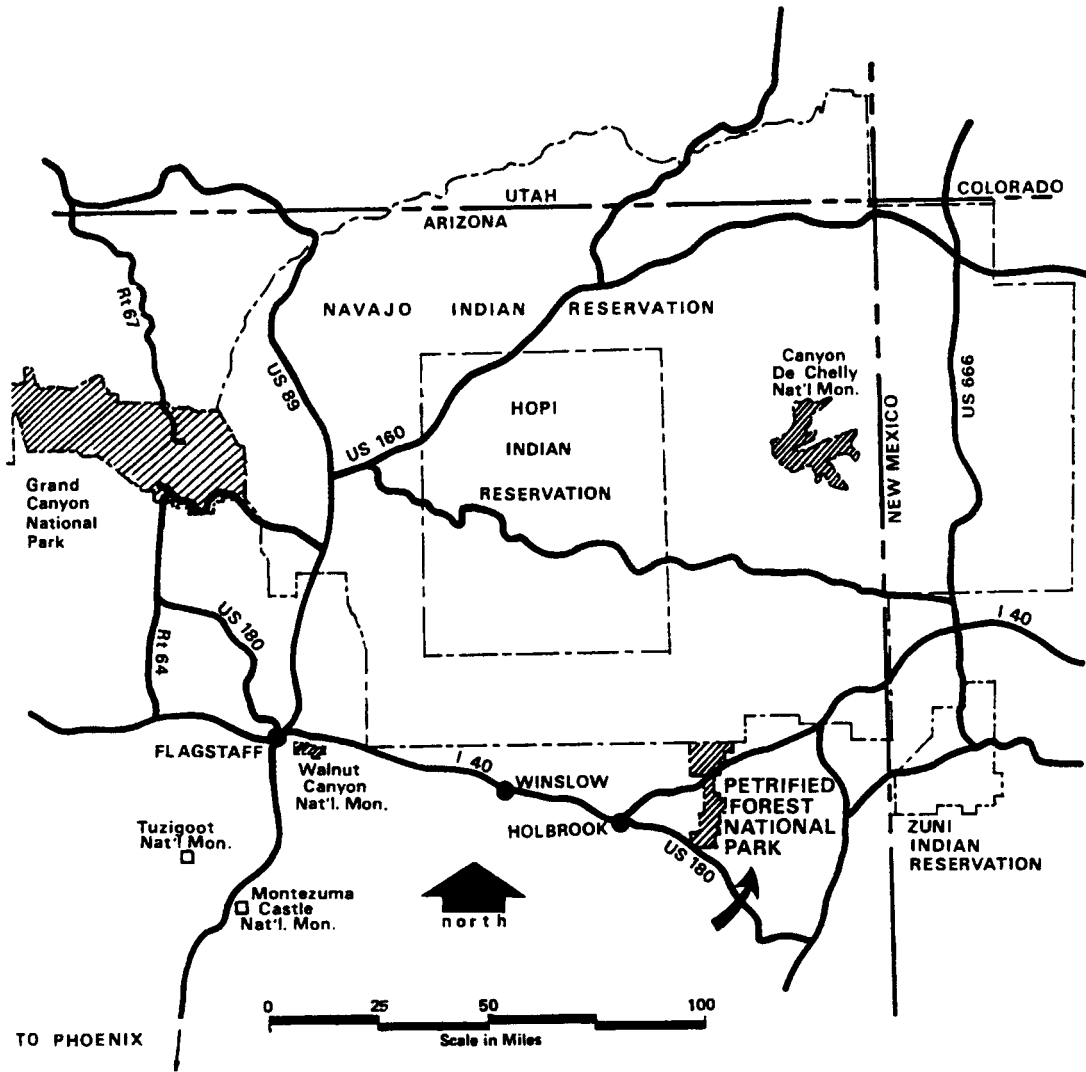 UTAH
COLORADO
ARIZONA
Rt 67
NAVAJO INDIAN RESERVATION
US 89
Canyon
De Chelly
Nat'l Mon.
US 666
HOPI
INDIAN
RESERVATION
US 160
NEW MEXICO
Grand
Canyon
National
Park
US 180
Rt 64
I 40
FLAGSTAFF
Walnut
Canyon
Nat'l. Mon.
I 40
WINSLOW
HOLBROOK
PETRIFIED
FOREST
NATIONAL
PARK
US 180
ZUNI
INDIAN
RESERVATION
Tuzigoot
Nat'l Mon.
Montezuma
Castle
Nat'l. Mon.
north
0 25 50 100
Scale in Miles
TO PHOENIX